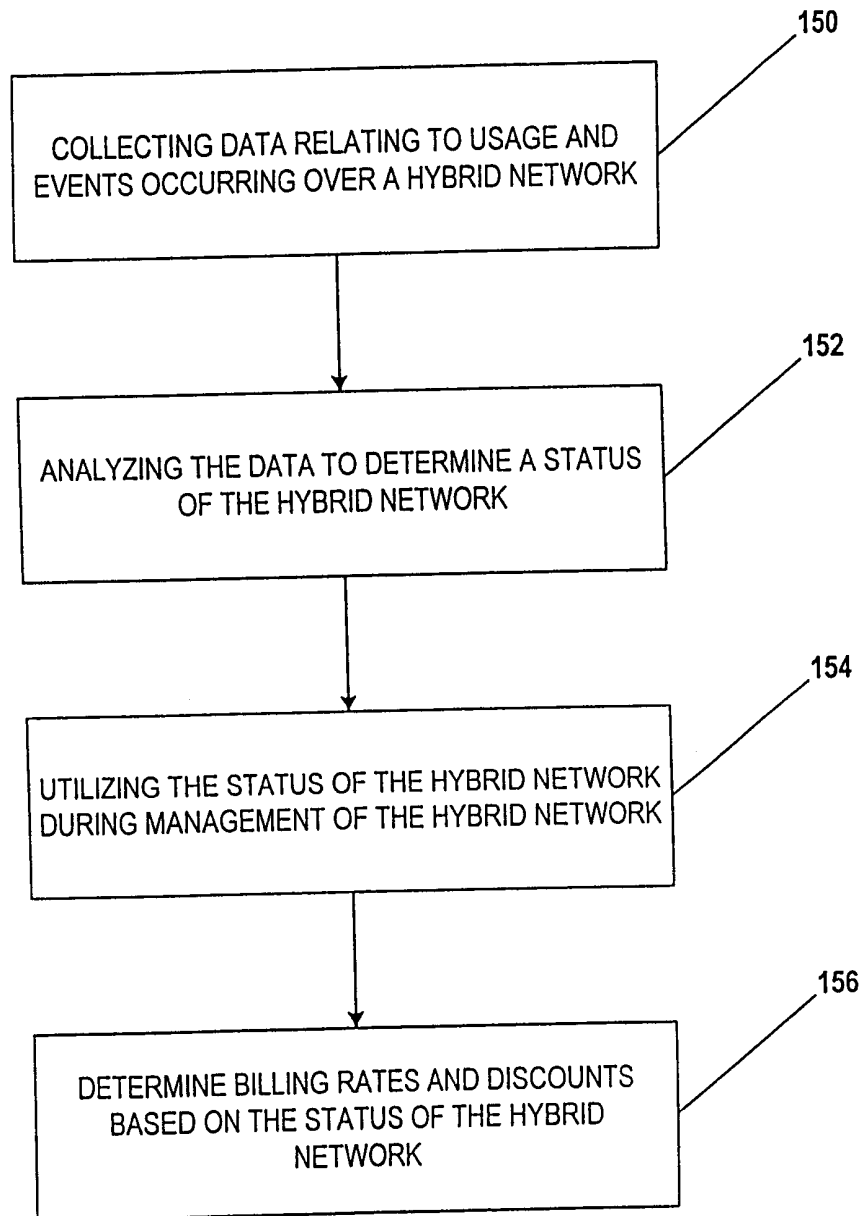 150
COLLECTING DATA RELATING TO USAGE AND
EVENTS OCCURRING OVER A HYBRID NETWORK
152
ANALYZING THE DATA TO DETERMINE A STATUS
OF THE HYBRID NETWORK
154
UTILIZING THE STATUS OF THE HYBRID NETWORK
DURING MANAGEMENT OF THE HYBRID NETWORK
156
DETERMINE BILLING RATES AND DISCOUNTS
BASED ON THE STATUS OF THE HYBRID
NETWORK